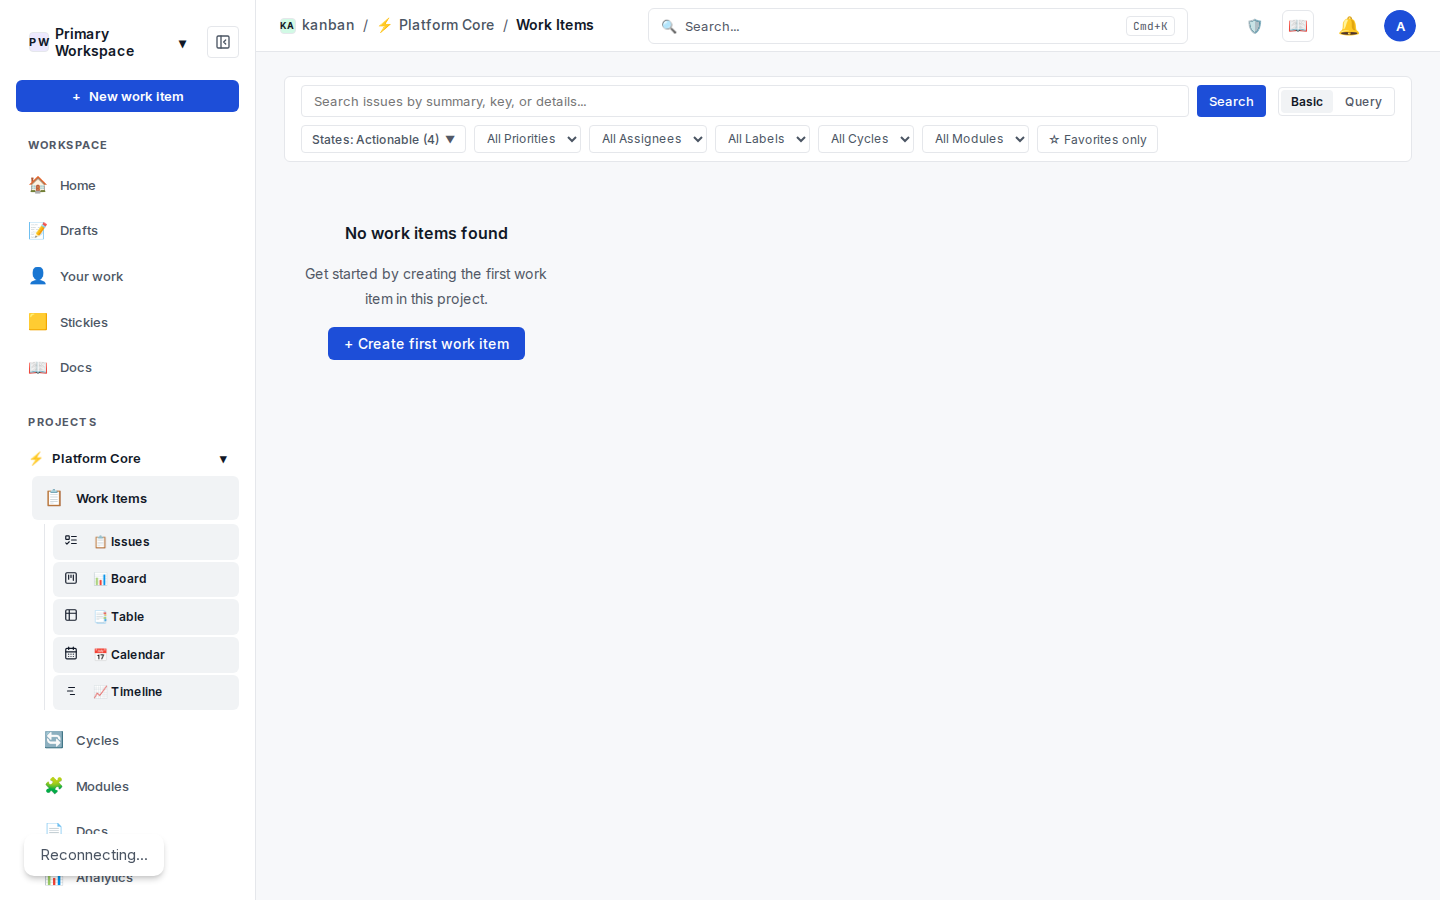 PW
Primary
Workspace
▼
+ New work item
WORKSPACE
Home
Drafts
Your work
Stickies
Docs
PROJECTS
Platform Core ▼
Work Items
Issues
Board
Table
Calendar
Timeline
Cycles
Modules
Docs
Analytics
Reconnecting...
KA kanban / ⚡ Platform Core / Work Items
Search... Cmd+K
A
Search issues by summary, key, or details...
Search
Basic Query
States: Actionable (4) ▼
All Priorities
All Assignees
All Labels
All Cycles
All Modules
☆ Favorites only
No work items found
Get started by creating the first work
item in this project.
+ Create first work item